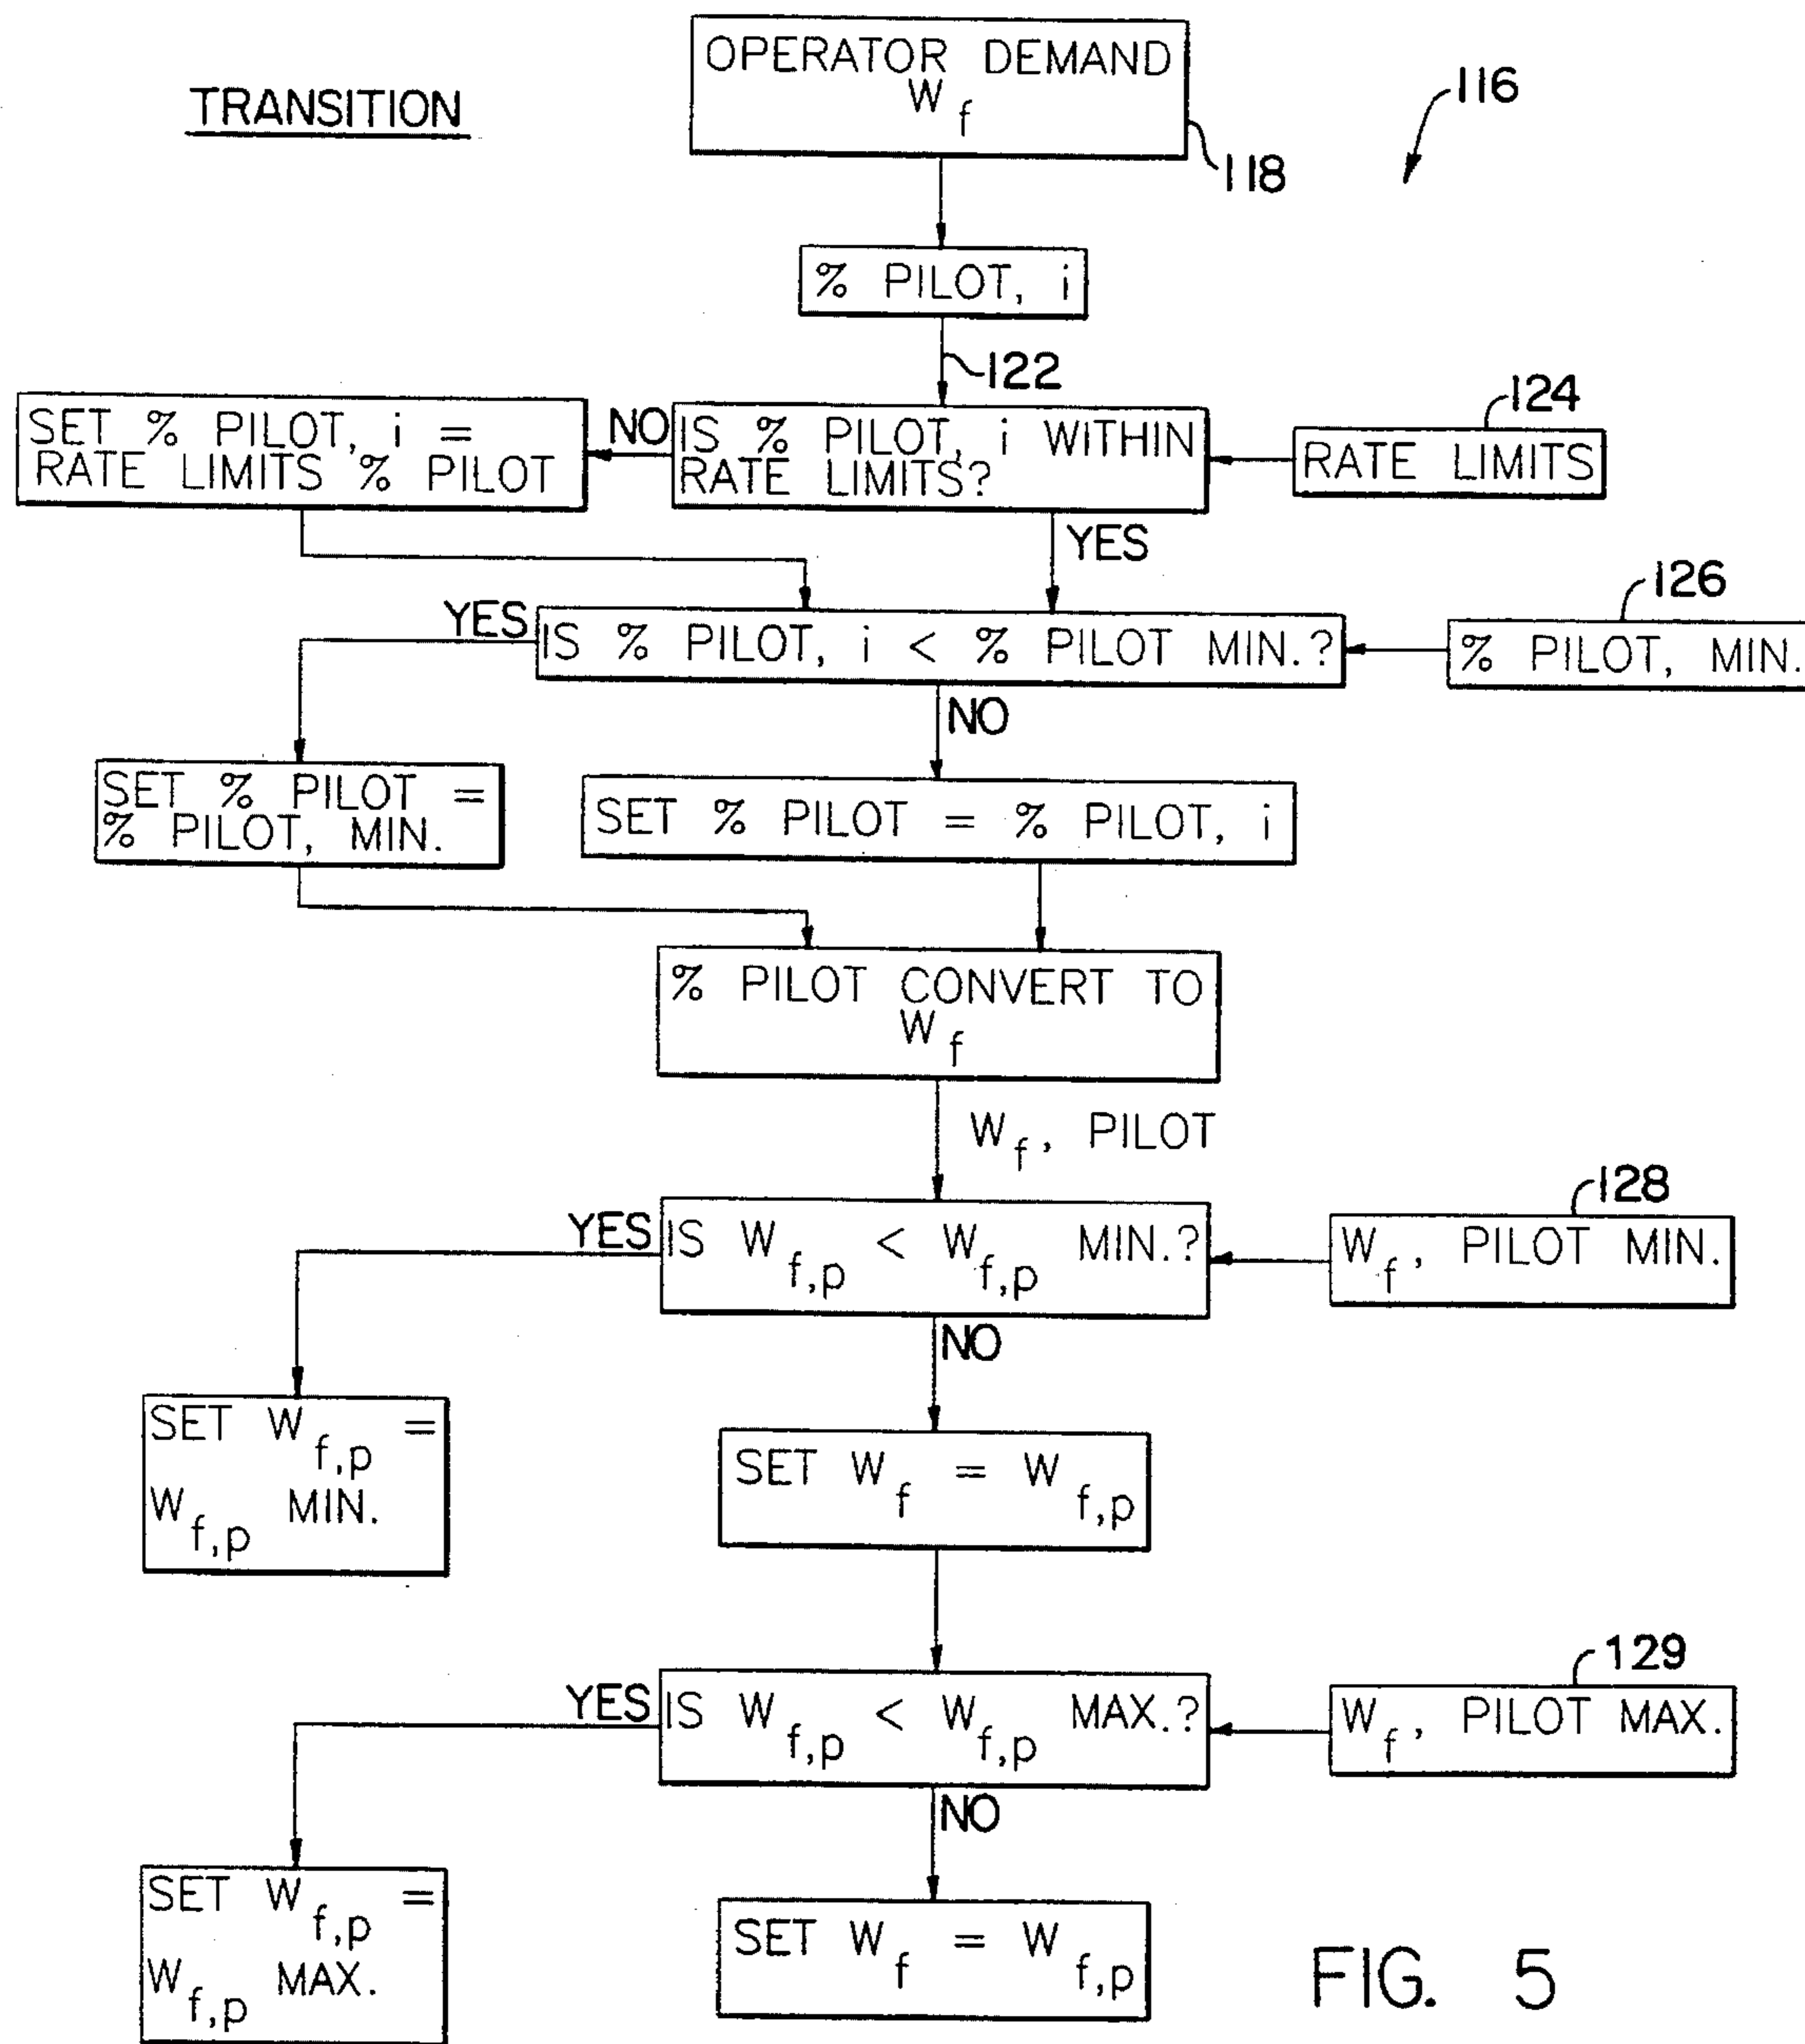 TRANSITION
OPERATOR DEMAND
W f
118
116
% PILOT, i
122
SET % PILOT, i =
RATE LIMITS % PILOT
NO
IS % PILOT, i WITHIN
RATE LIMITS?
124
RATE LIMITS
YES
YES
IS % PILOT, i < % PILOT MIN.?
126
% PILOT, MIN.
NO
SET % PILOT =
% PILOT, MIN.
SET % PILOT = % PILOT, i
% PILOT CONVERT TO
W f
W f, PILOT
YES
IS W f,p < W f,p MIN.?
128
W f, PILOT MIN.
NO
SET W f,p =
W f,p MIN.
SET W f = W f,p
YES
IS W f,p < W f,p MAX.?
129
W f, PILOT MAX.
NO
SET W f,p =
W f,p MAX.
SET W f = W f,p
FIG. 5